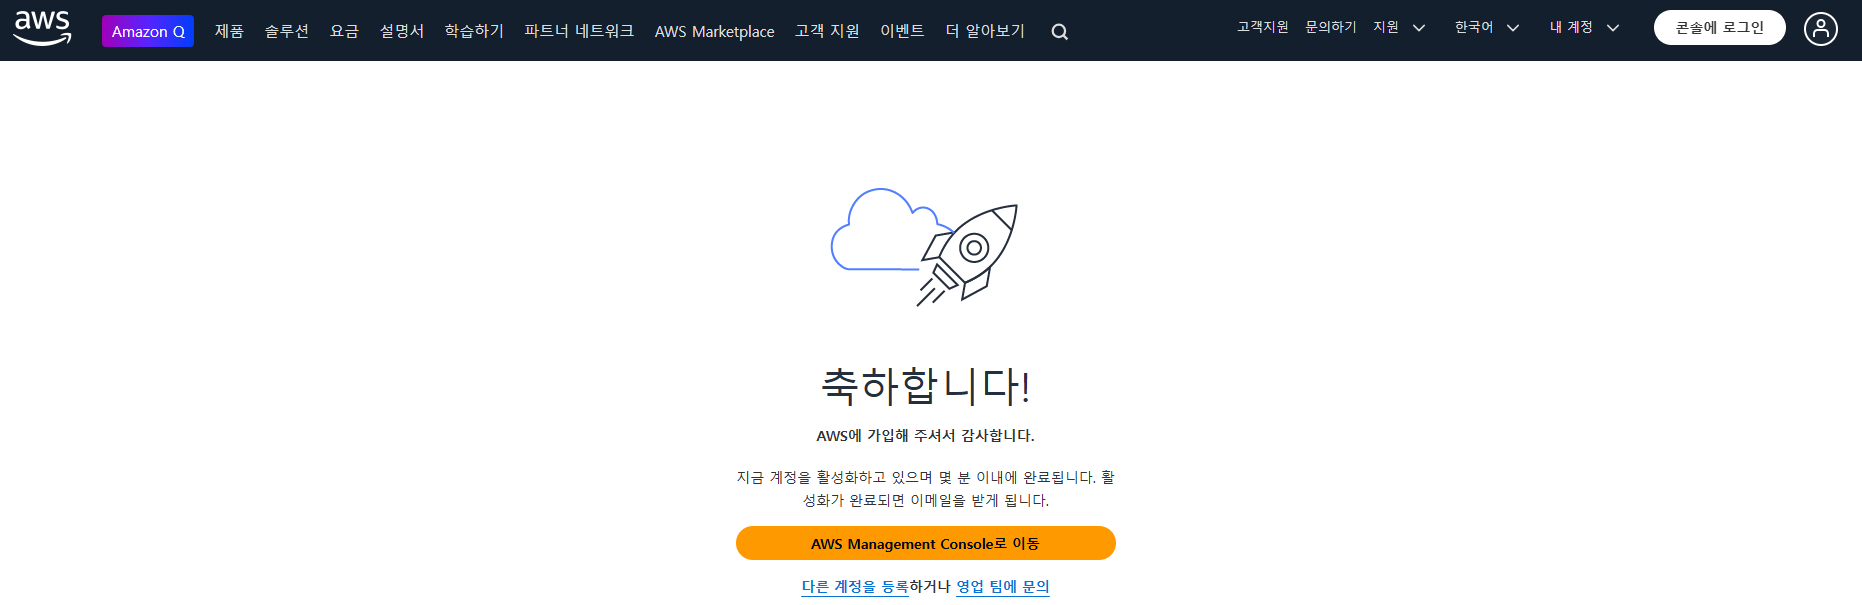 aws Amazon Q 제품 솔루션 요금 설명서 학습하기 파트너 네트워크 AWS Marketplace 고객 지원 이벤트 더 알아보기 고객지원 문의하기 지원 한국어 내 계정 콘솔에 로그인
축하합니다!
AWS에 가입해 주셔서 감사합니다.
지금 계정을 활성화하고 있으며 몇 분 이내에 완료됩니다. 활
성화가 완료되면 이메일을 받게 됩니다.
AWS Management Console로 이동
다른 계정을 등록하거나 영업 팀에 문의